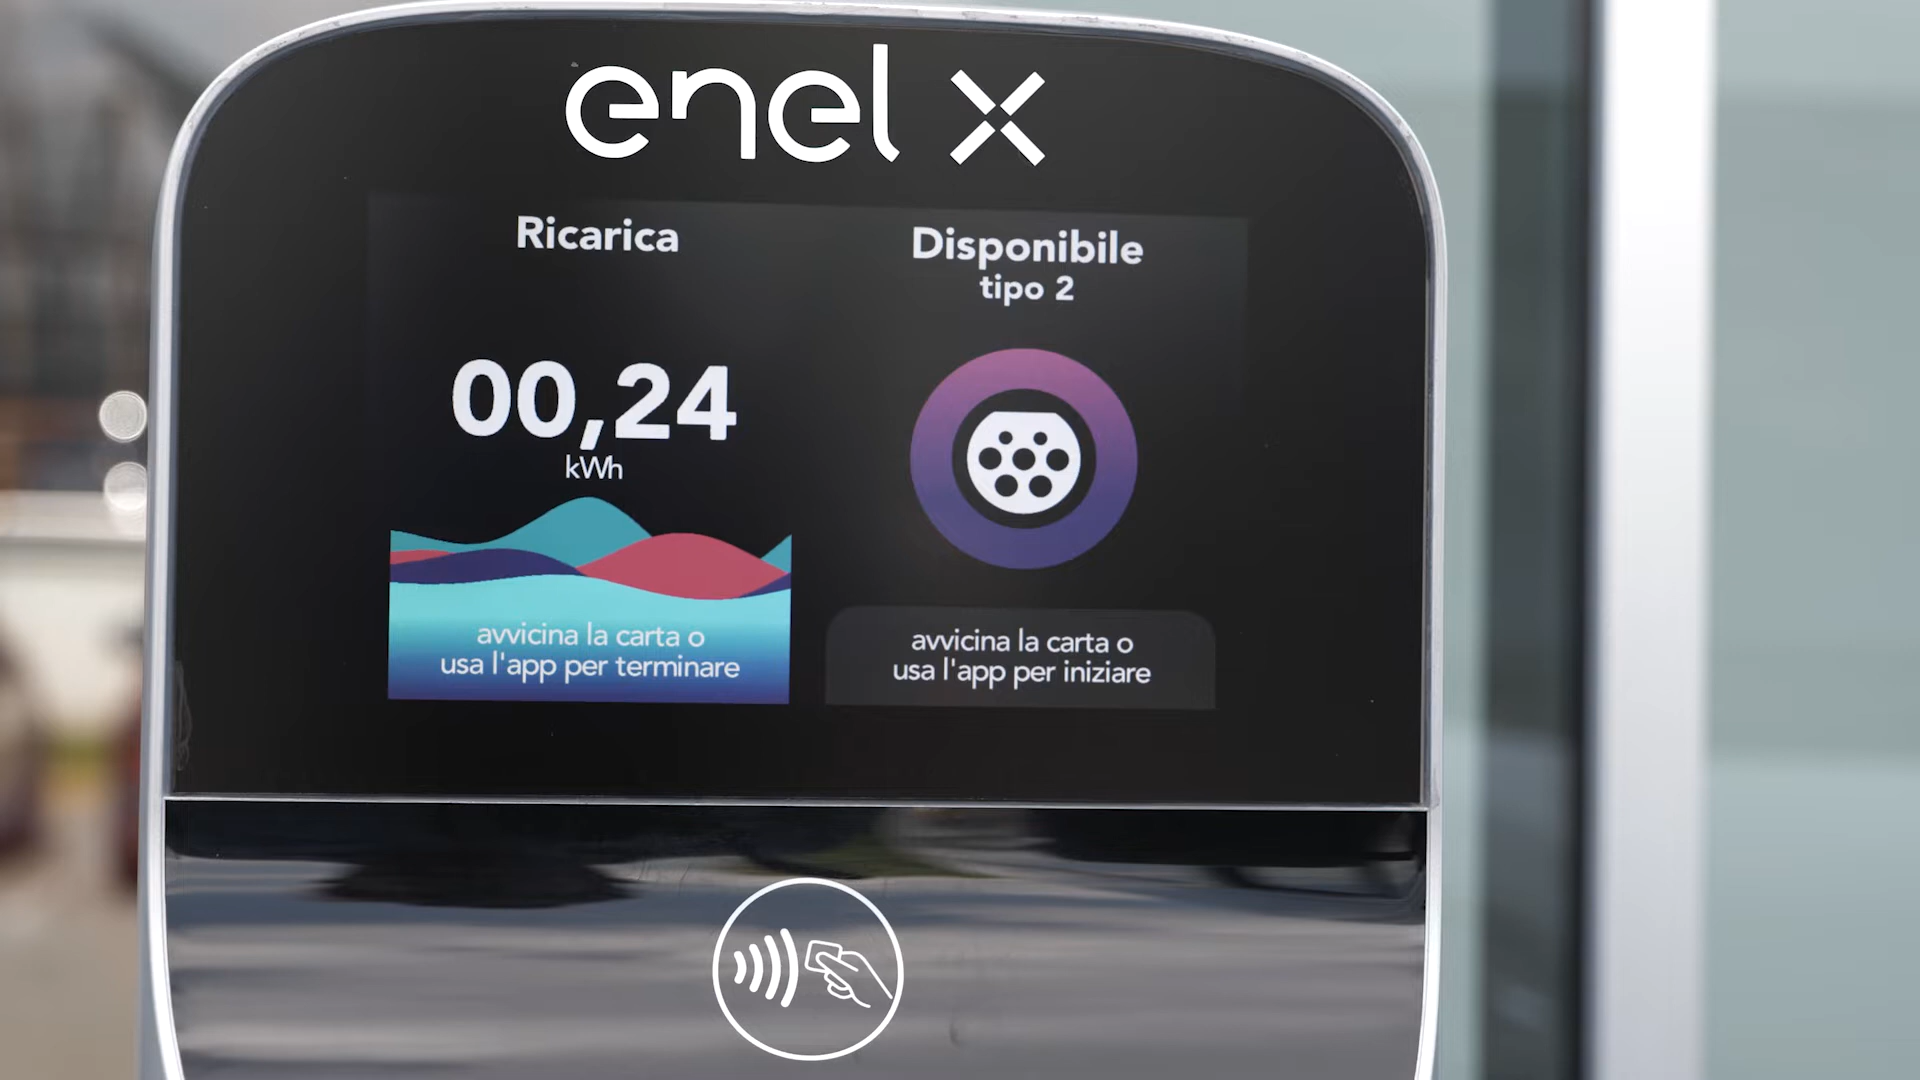 enel x
Ricarica
00,24
kWh
avvicina la carta o
usa l'app per terminare
Disponibile
tipo 2
avvicina la carta o
usa l'app per iniziare